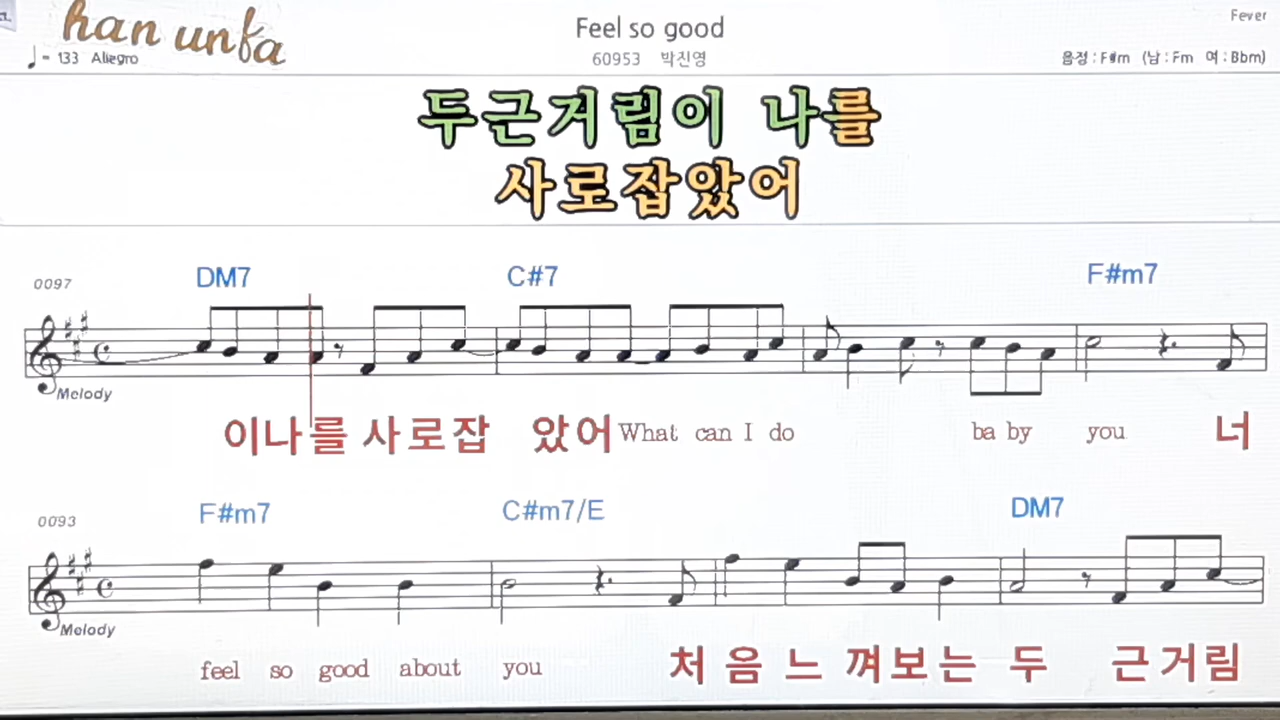 han unfa
Feel so good
Fever
♩= 133 Allegro
60953 박진영
음정 : F#m (남 : Fm 여 : Bbm)
두근거림이 나를
사로잡았어
0097
DM7 C#7 F#m7
Melody
이나를 사로잡 았어 What can I do ba by you 너
0093
F#m7 C#m7/E DM7
Melody
feel so good about you 처 음 느 껴보는 두 근거림